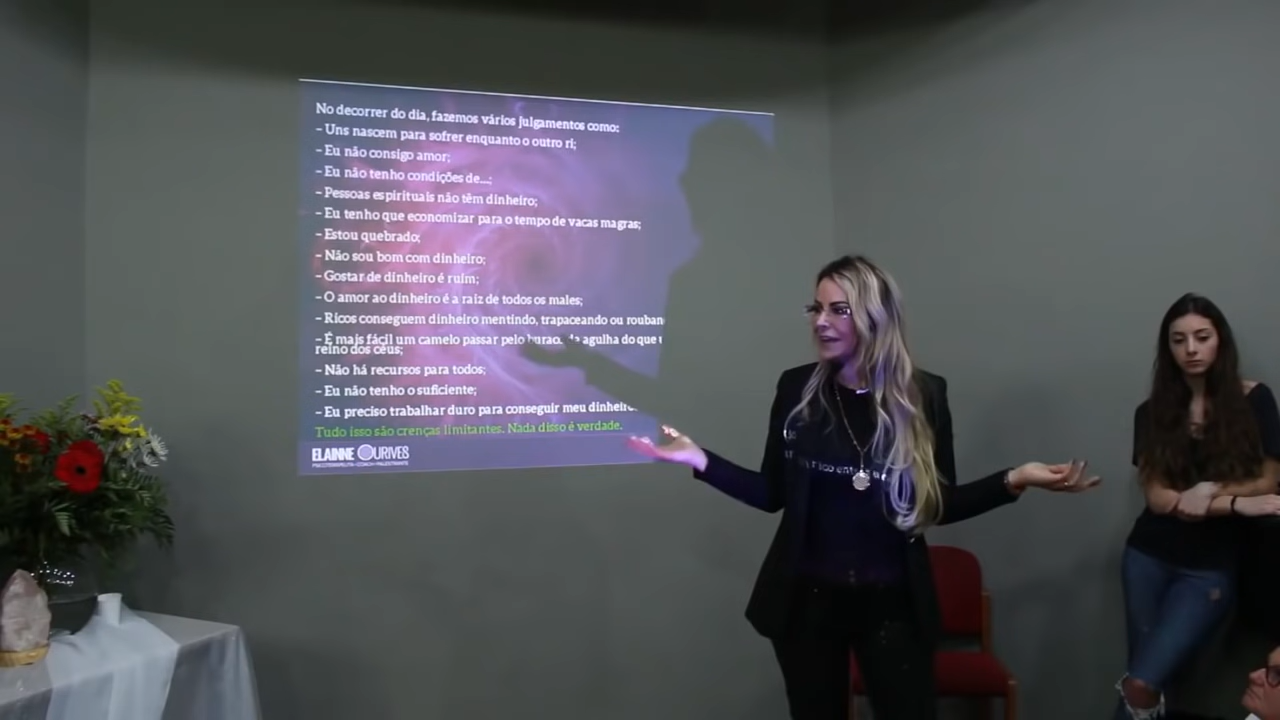 No decorrer do dia, fazemos vários julgamentos como:
- Uns nascem para sofrer enquanto o outro ri;
- Eu não consigo amor;
- Eu não tenho condições de...;
- Pessoas espirituais não têm dinheiro;
- Eu tenho que economizar para o tempo de vacas magras;
- Estou quebrado;
- Não sou bom com dinheiro;
- Gostar de dinheiro é ruim;
- O amor ao dinheiro é a raiz de todos os males;
- Ricos conseguem dinheiro mentindo, trapaceando ou
- É mais fácil um camelo passar pelo buraco da agulha do que
reino dos céus;
- Não há recursos para todos;
- Eu não tenho o suficiente;
- Eu preciso trabalhar duro para conseguir meu dinheiro
Tudo isso são crenças limitantes. Nada disso é verdade.
ELAINNE OURIVES
PSICOTERAPEUTA • COACH • PALESTRANTE